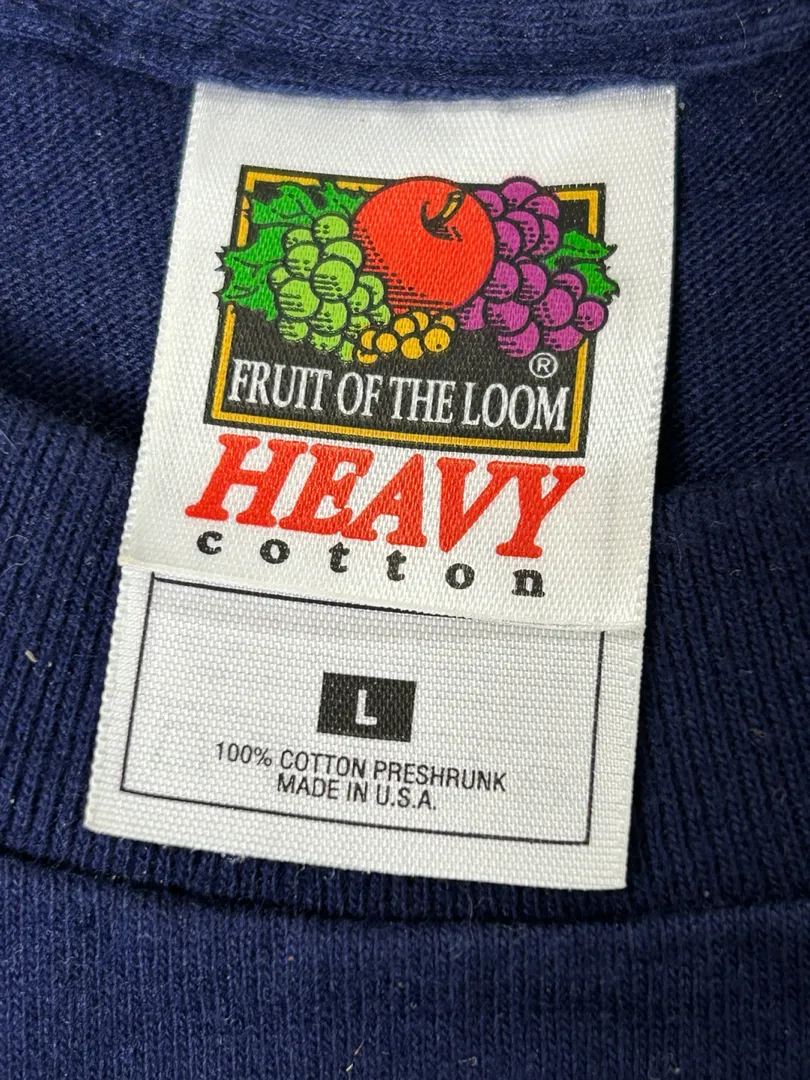 ®
FRUIT OF THE LOOM
HEAVY
cotton
L
100% COTTON PRESHRUNK
MADE IN U.S.A.